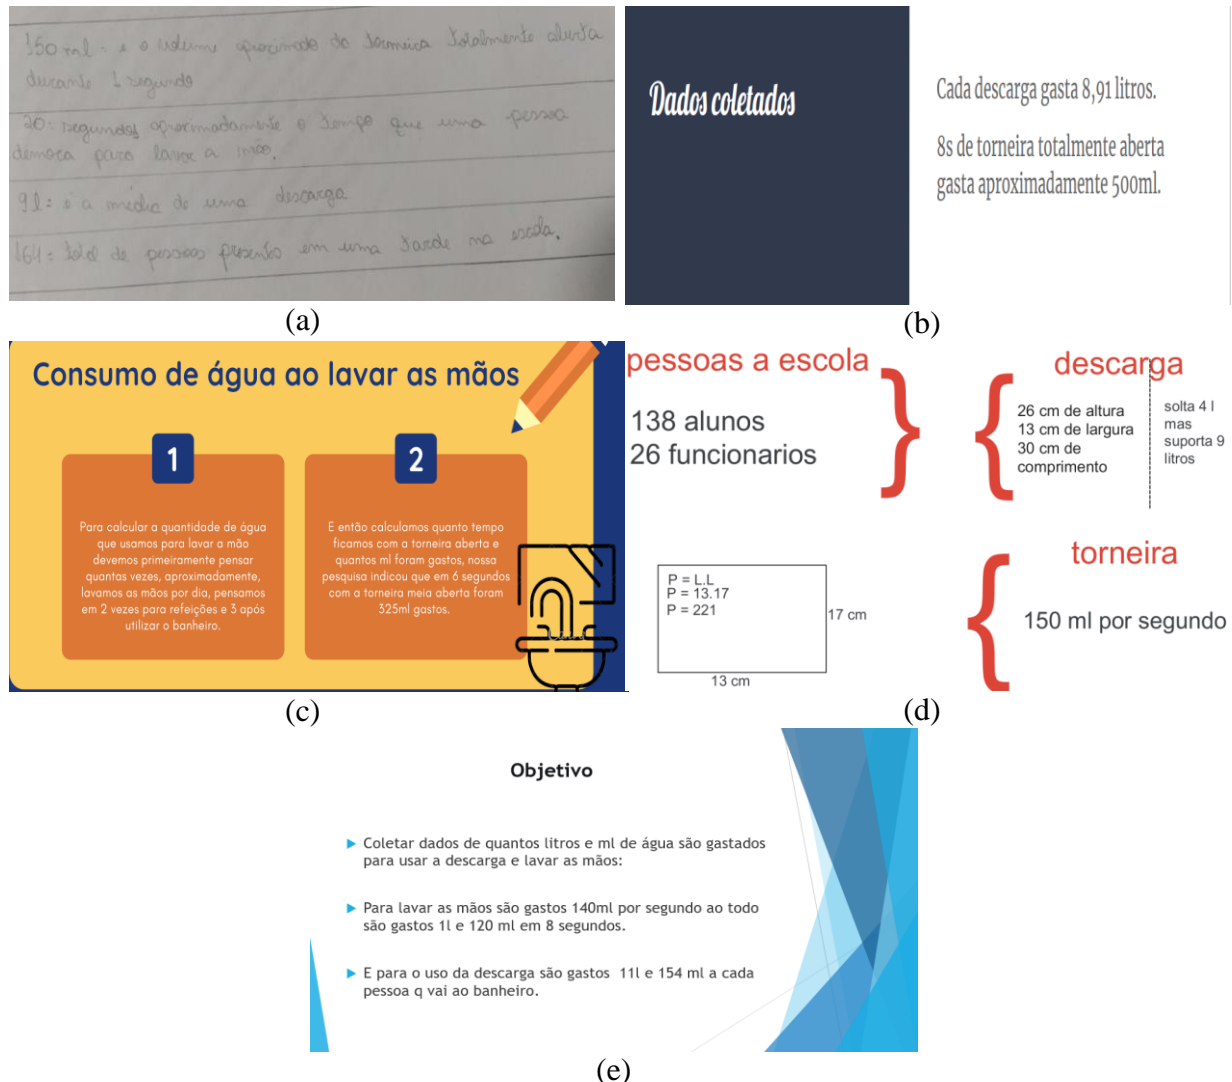 150 ml = é o volume aproximado da torneira totalmente aberta
durante 1 segundo
20 = segundos aproximadamente o tempo que uma pessoa
demora para lavar a mão.
9l = é a média de uma descarga
164 = total de pessoas presente em uma tarde na escola.
(a)
Dados coletados
Cada descarga gasta 8,91 litros.
8s de torneira totalmente aberta
gasta aproximadamente 500ml.
(b)
Consumo de água ao lavar as mãos
1
Para calcular a quantidade de água
que usamos para lavar a mão
devemos primeiramente pensar
quantas vezes, aproximadamente,
lavamos as mãos por dia, pensamos
em 2 vezes para refeições e 3 após
utilizar o banheiro.
2
E então calculamos quanto tempo
ficamos com a torneira aberta e
quantos ml foram gastos, nossa
pesquisa indicou que em 6 segundos
com a torneira meia aberta foram
325ml gastos.
(c)
pessoas a escola
138 alunos
26 funcionarios
descarga
26 cm de altura
13 cm de largura
30 cm de
comprimento
solta 4 l
mas
suporta 9
litros
P = L.L
P = 13.17
P = 221
17 cm
13 cm
torneira
150 ml por segundo
(d)
Objetivo
Coletar dados de quantos litros e ml de água são gastados
para usar a descarga e lavar as mãos:
Para lavar as mãos são gastos 140ml por segundo ao todo
são gastos 1l e 120 ml em 8 segundos.
E para o uso da descarga são gastos 11l e 154 ml a cada
pessoa q vai ao banheiro.
(e)